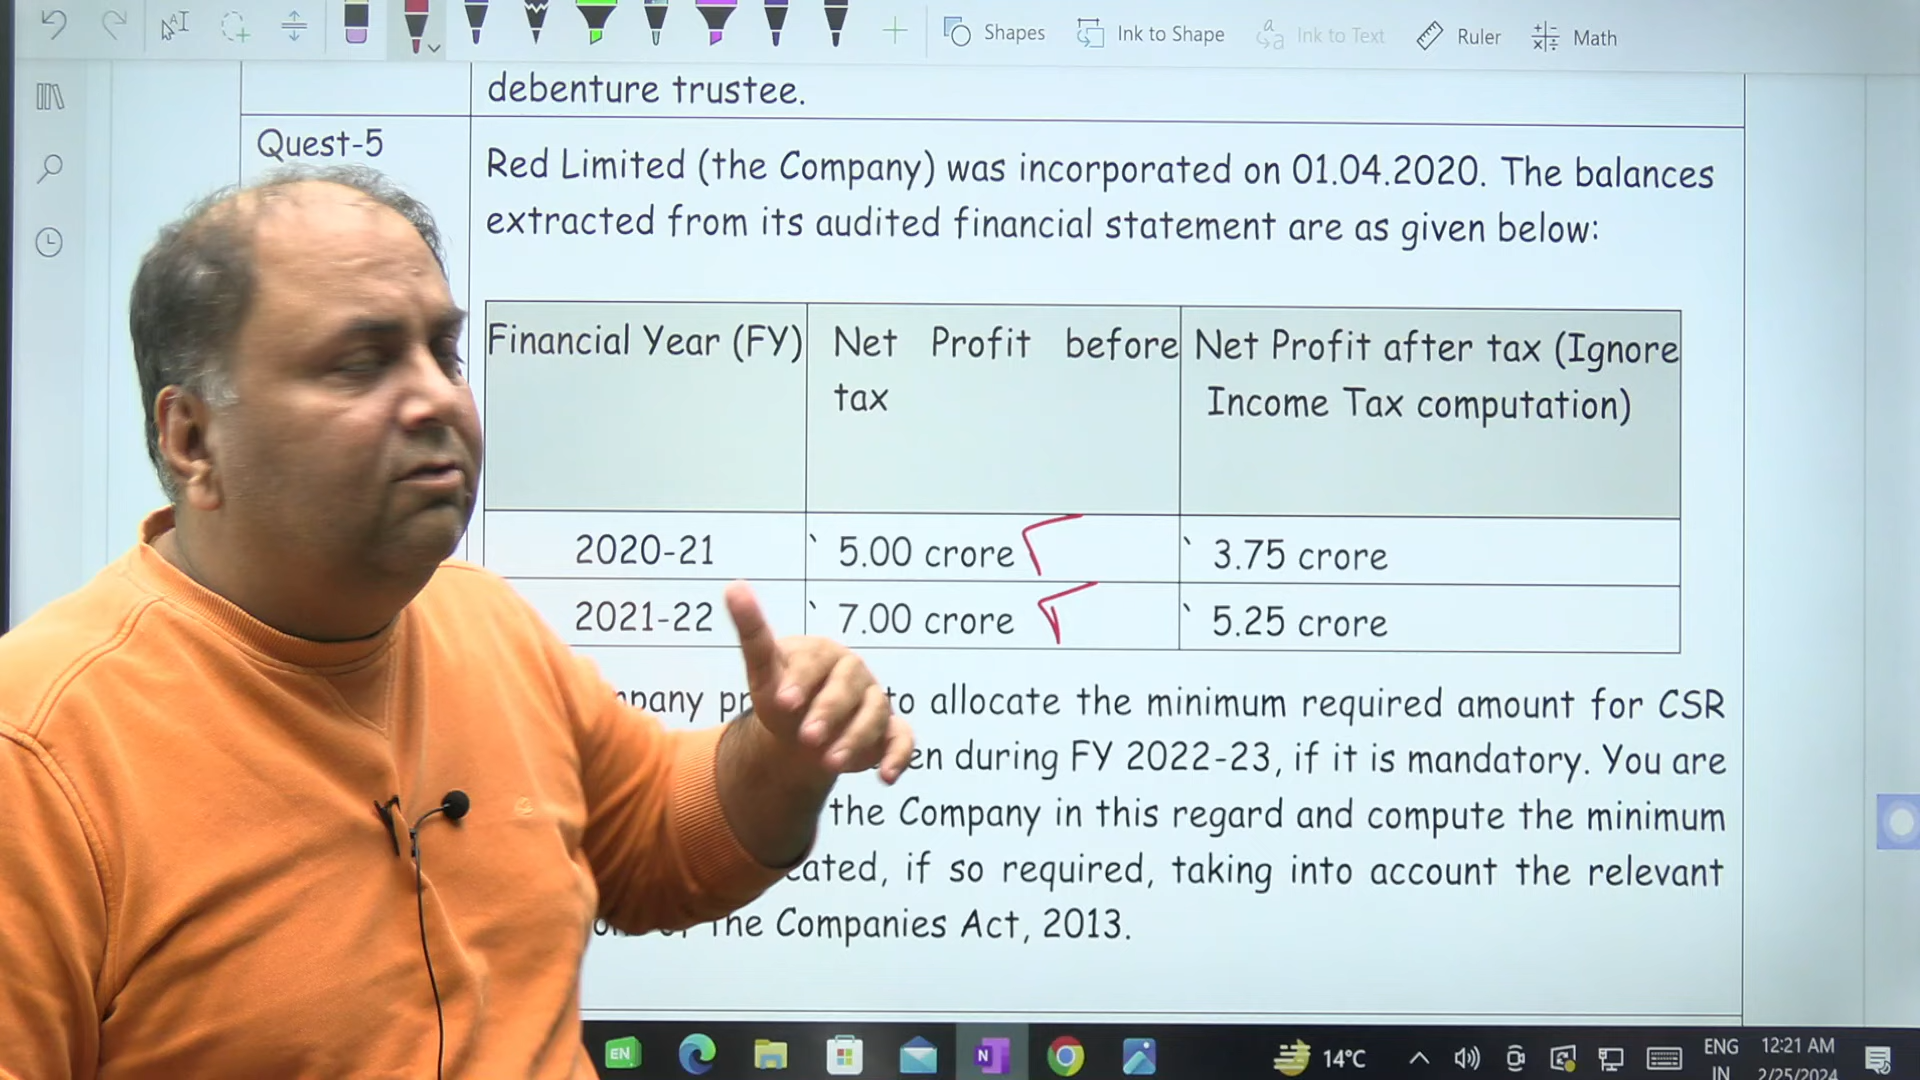 Shapes
Ink to Shape
Ink to Text
Ruler
Math
debenture trustee.
Quest-5
Red Limited (the Company) was incorporated on 01.04.2020. The balances
extracted from its audited financial statement are as given below:
Financial Year (FY)
Net Profit before
tax
Net Profit after tax (Ignore
Income Tax computation)
2020-21
` 5.00 crore
` 3.75 crore
2021-22
` 7.00 crore
` 5.25 crore
to allocate the minimum required amount for CSR
during FY 2022-23, if it is mandatory. You are
the Company in this regard and compute the minimum
if so required, taking into account the relevant
the Companies Act, 2013.
EN
N
14°C
ENG
IN
12:21 AM
2/25/2024